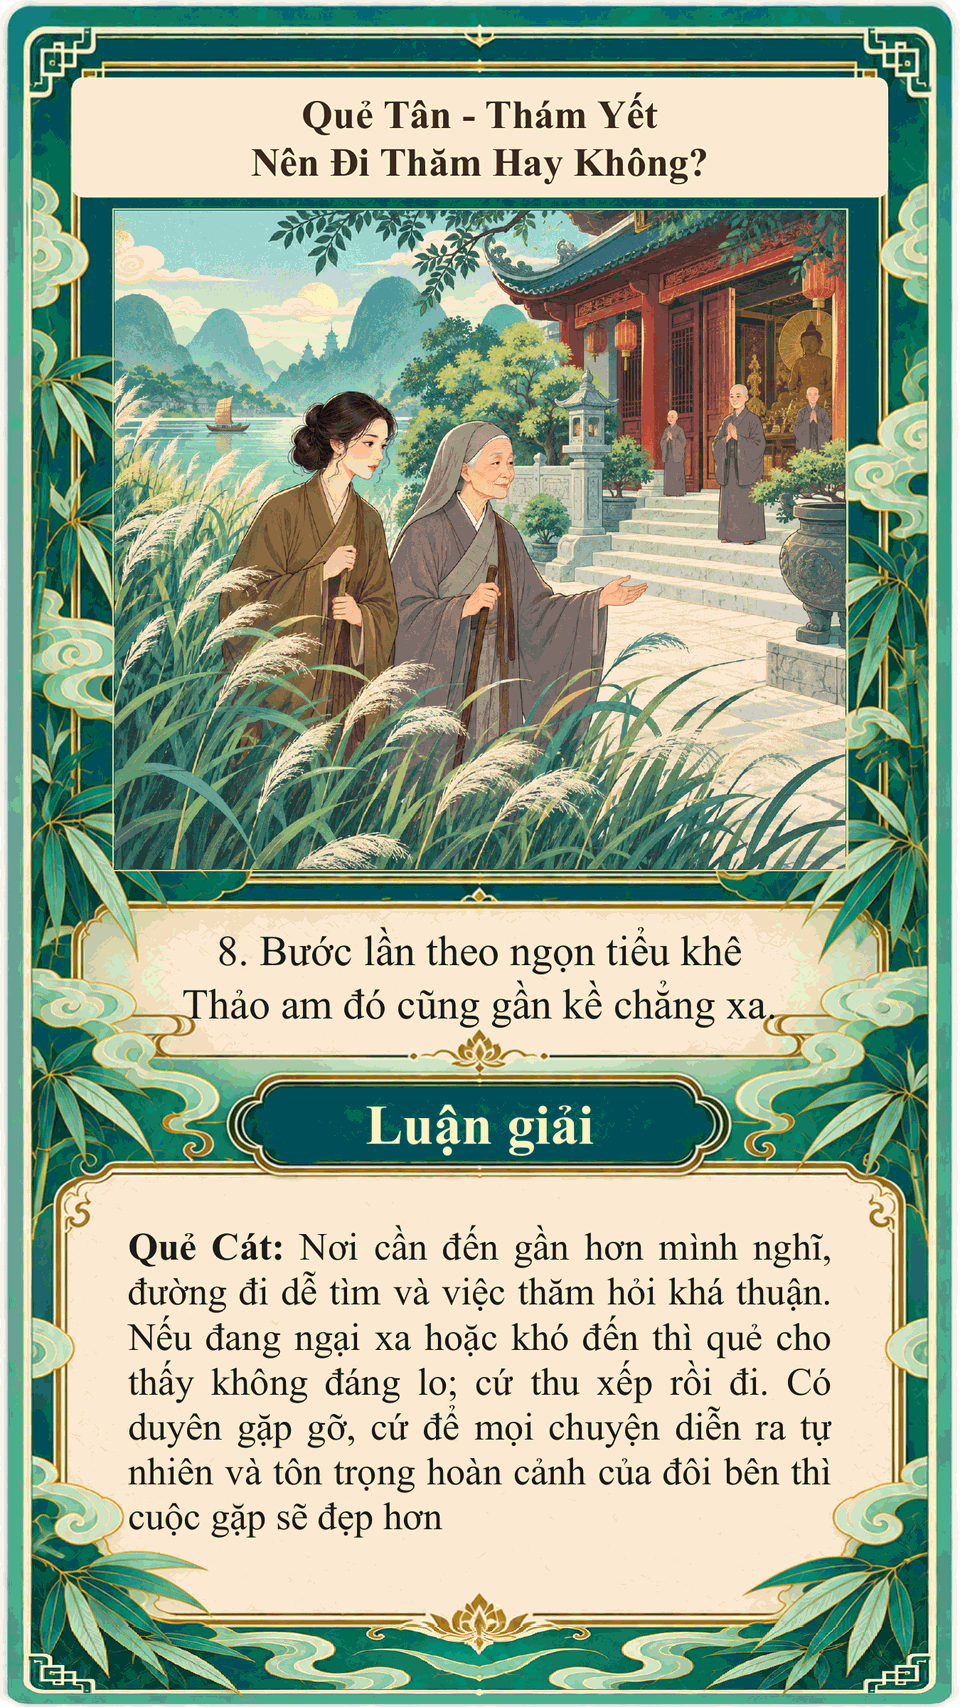 Quẻ Tân - Thám Yết
Nên Đi Thăm Hay Không?
8. Bước lần theo ngọn tiểu khê
Thảo am đó cũng gần kề chẳng xa.
Luận giải
Quẻ Cát: Nơi cần đến gần hơn mình nghĩ,
đường đi dễ tìm và việc thăm hỏi khá thuận.
Nếu đang ngại xa hoặc khó đến thì quẻ cho
thấy không đáng lo; cứ thu xếp rồi đi. Có
duyên gặp gỡ, cứ để mọi chuyện diễn ra tự
nhiên và tôn trọng hoàn cảnh của đôi bên thì
cuộc gặp sẽ đẹp hơn